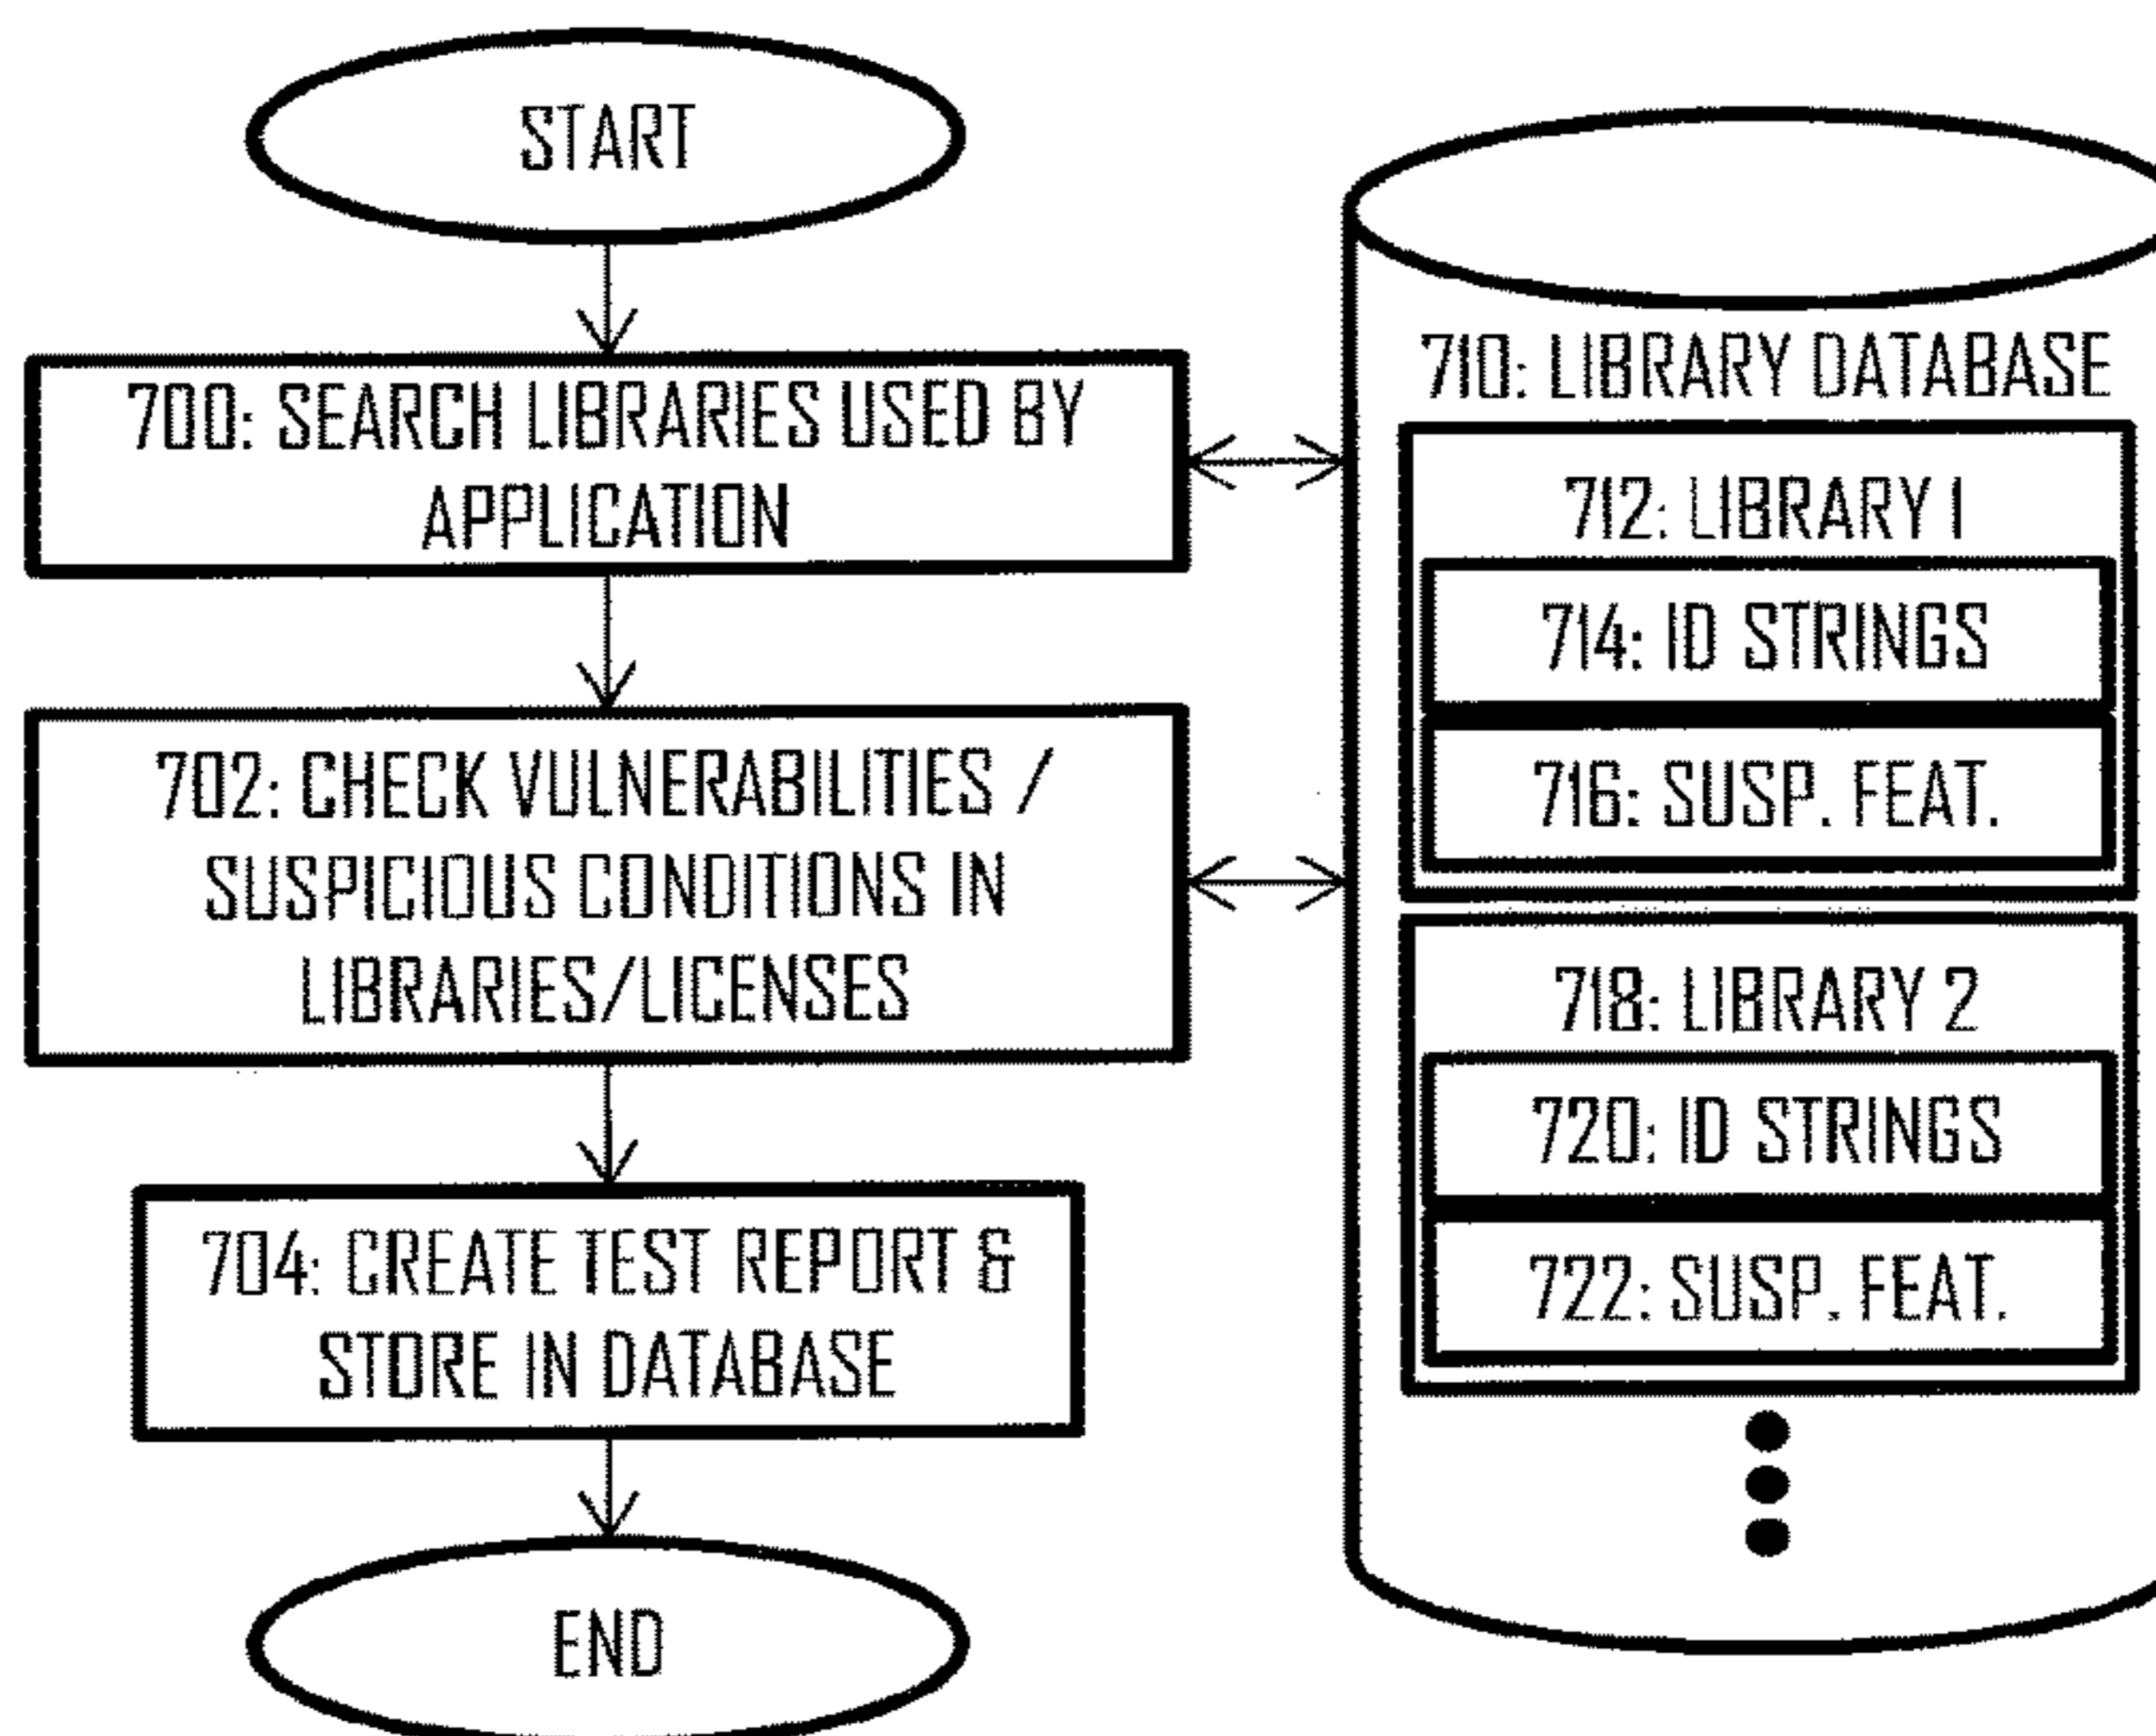 START
700: SEARCH LIBRARIES USED BY
APPLICATION
702: CHECK VULNERABILITIES /
SUSPICIOUS CONDITIONS IN
LIBRARIES/LICENSES
704: CREATE TEST REPORT &
STORE IN DATABASE
END
710: LIBRARY DATABASE
712: LIBRARY 1
714: ID STRINGS
716: SUSP. FEAT.
718: LIBRARY 2
720: ID STRINGS
722: SUSP. FEAT.